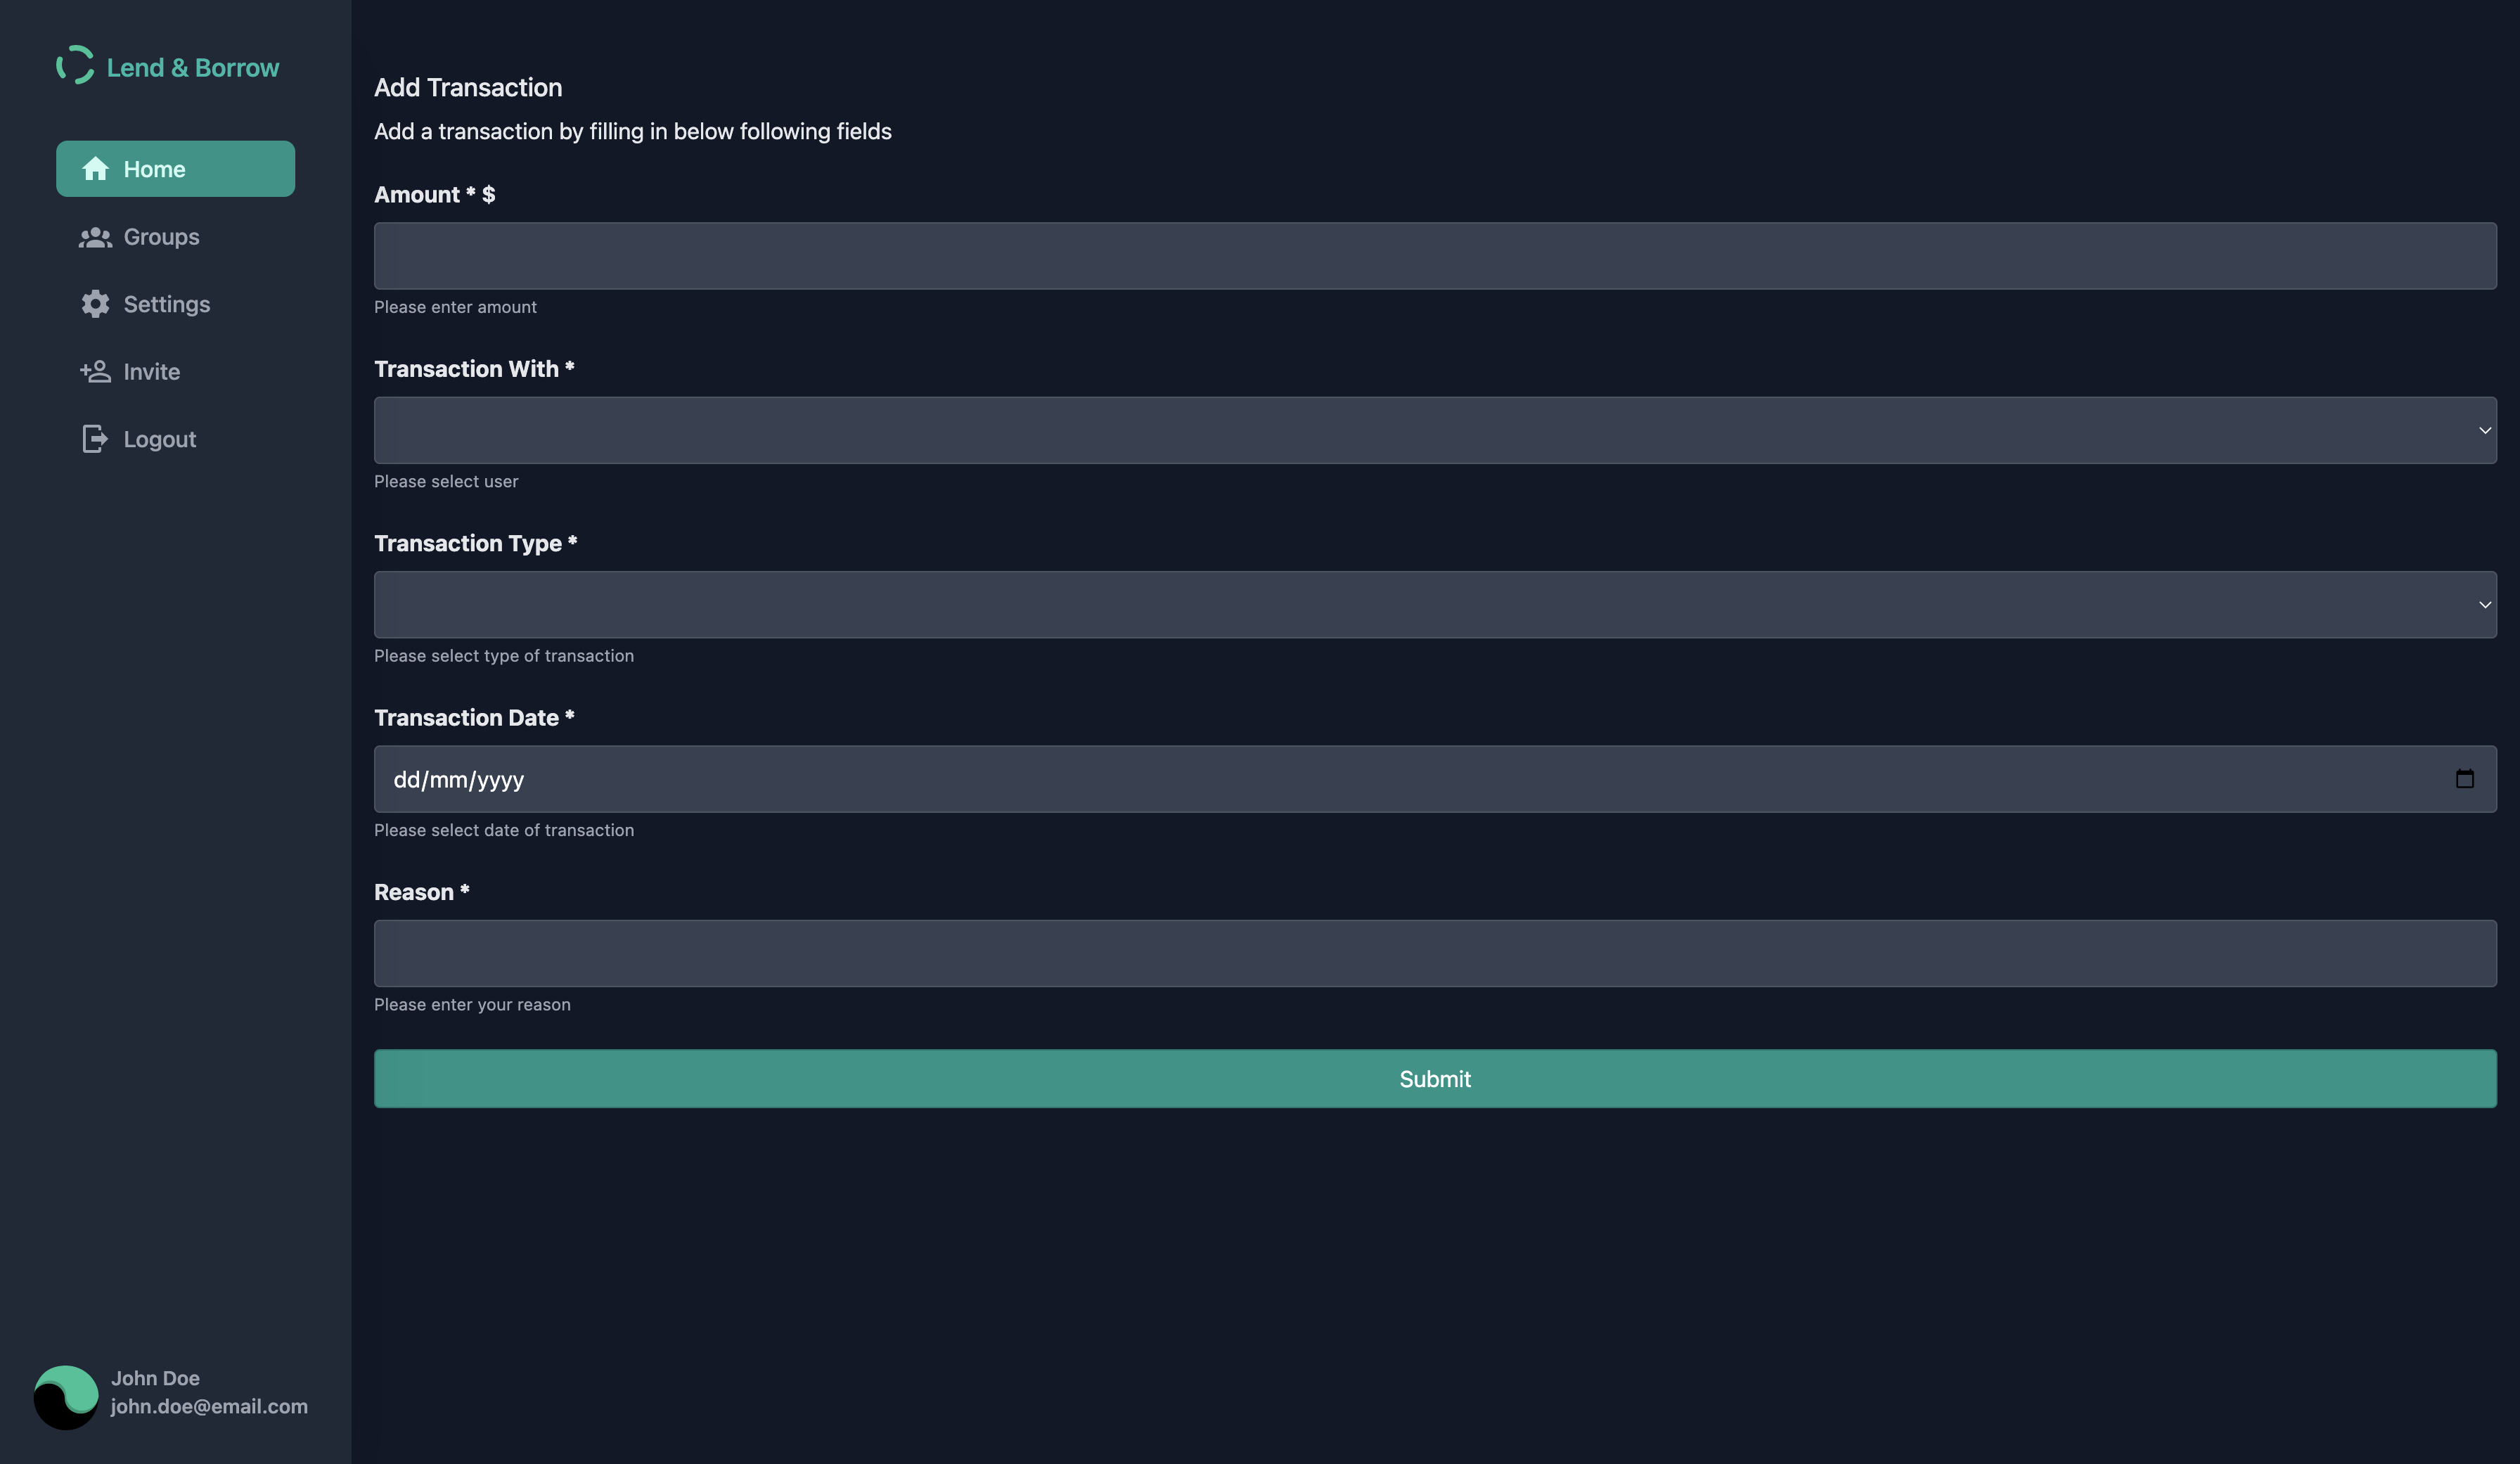 Lend & Borrow
Home
Groups
Settings
Invite
Logout
John Doe
john.doe@email.com
Add Transaction
Add a transaction by filling in below following fields
Amount * $
Please enter amount
Transaction With *
Please select user
Transaction Type *
Please select type of transaction
Transaction Date *
dd/mm/yyyy
Please select date of transaction
Reason *
Please enter your reason
Submit